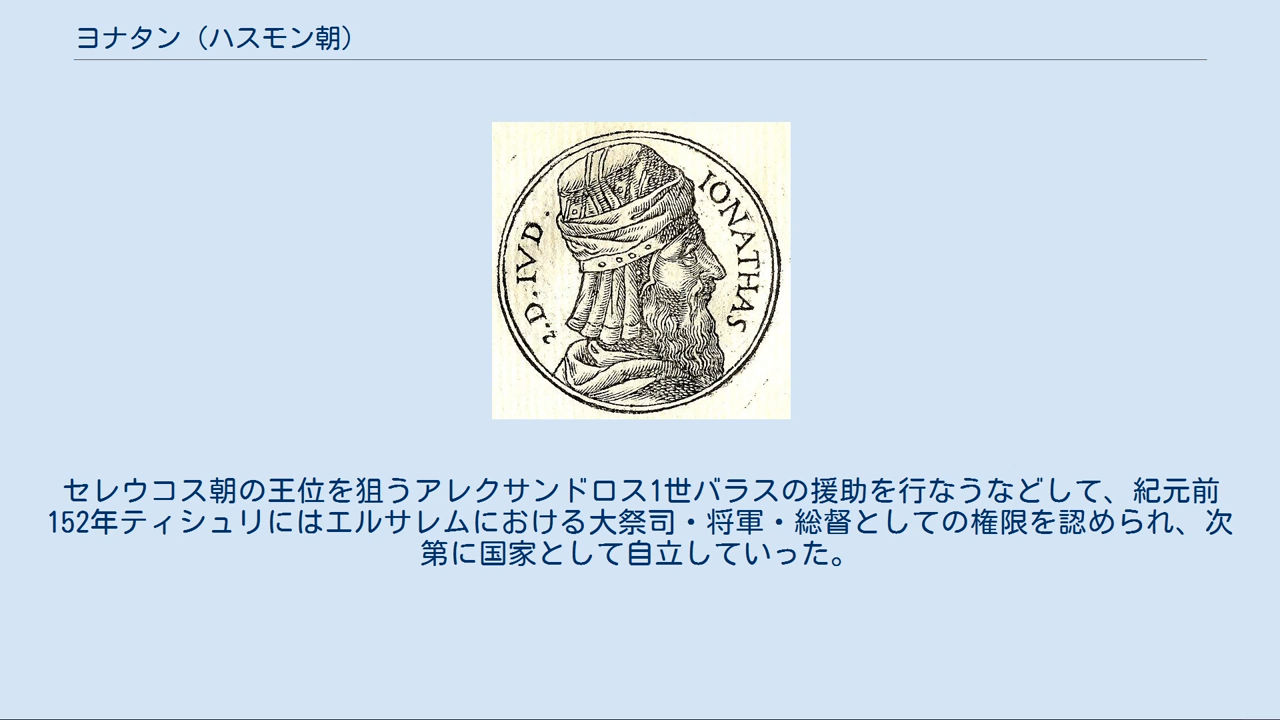 ヨナタン（ハスモン朝）
2.D.IVD.
IONATHAS
セレウコス朝の王位を狙うアレクサンドロス1世バラスの援助を行なうなどして、紀元前
152年ティシュリにはエルサレムにおける大祭司・将軍・総督としての権限を認められ、次
第に国家として自立していった。